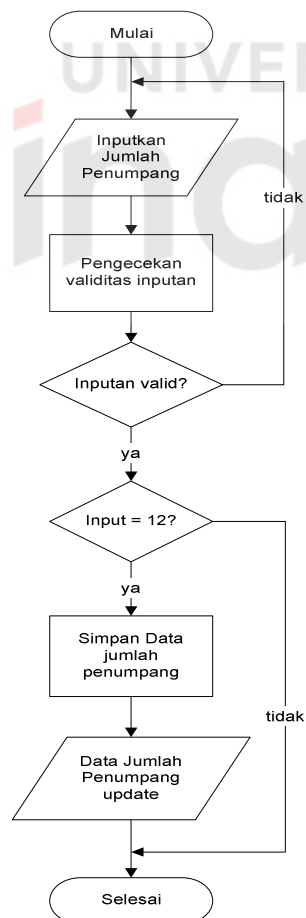 Mulai
UNIVE
Inputkan
Jumlah
Penumpang
tidak
Pengecekan
validitas inputan
Inputan valid?
ya
Input = 12?
ya
Simpan Data
jumlah
penumpang
tidak
Data Jumlah
Penumpang
update
Selesai